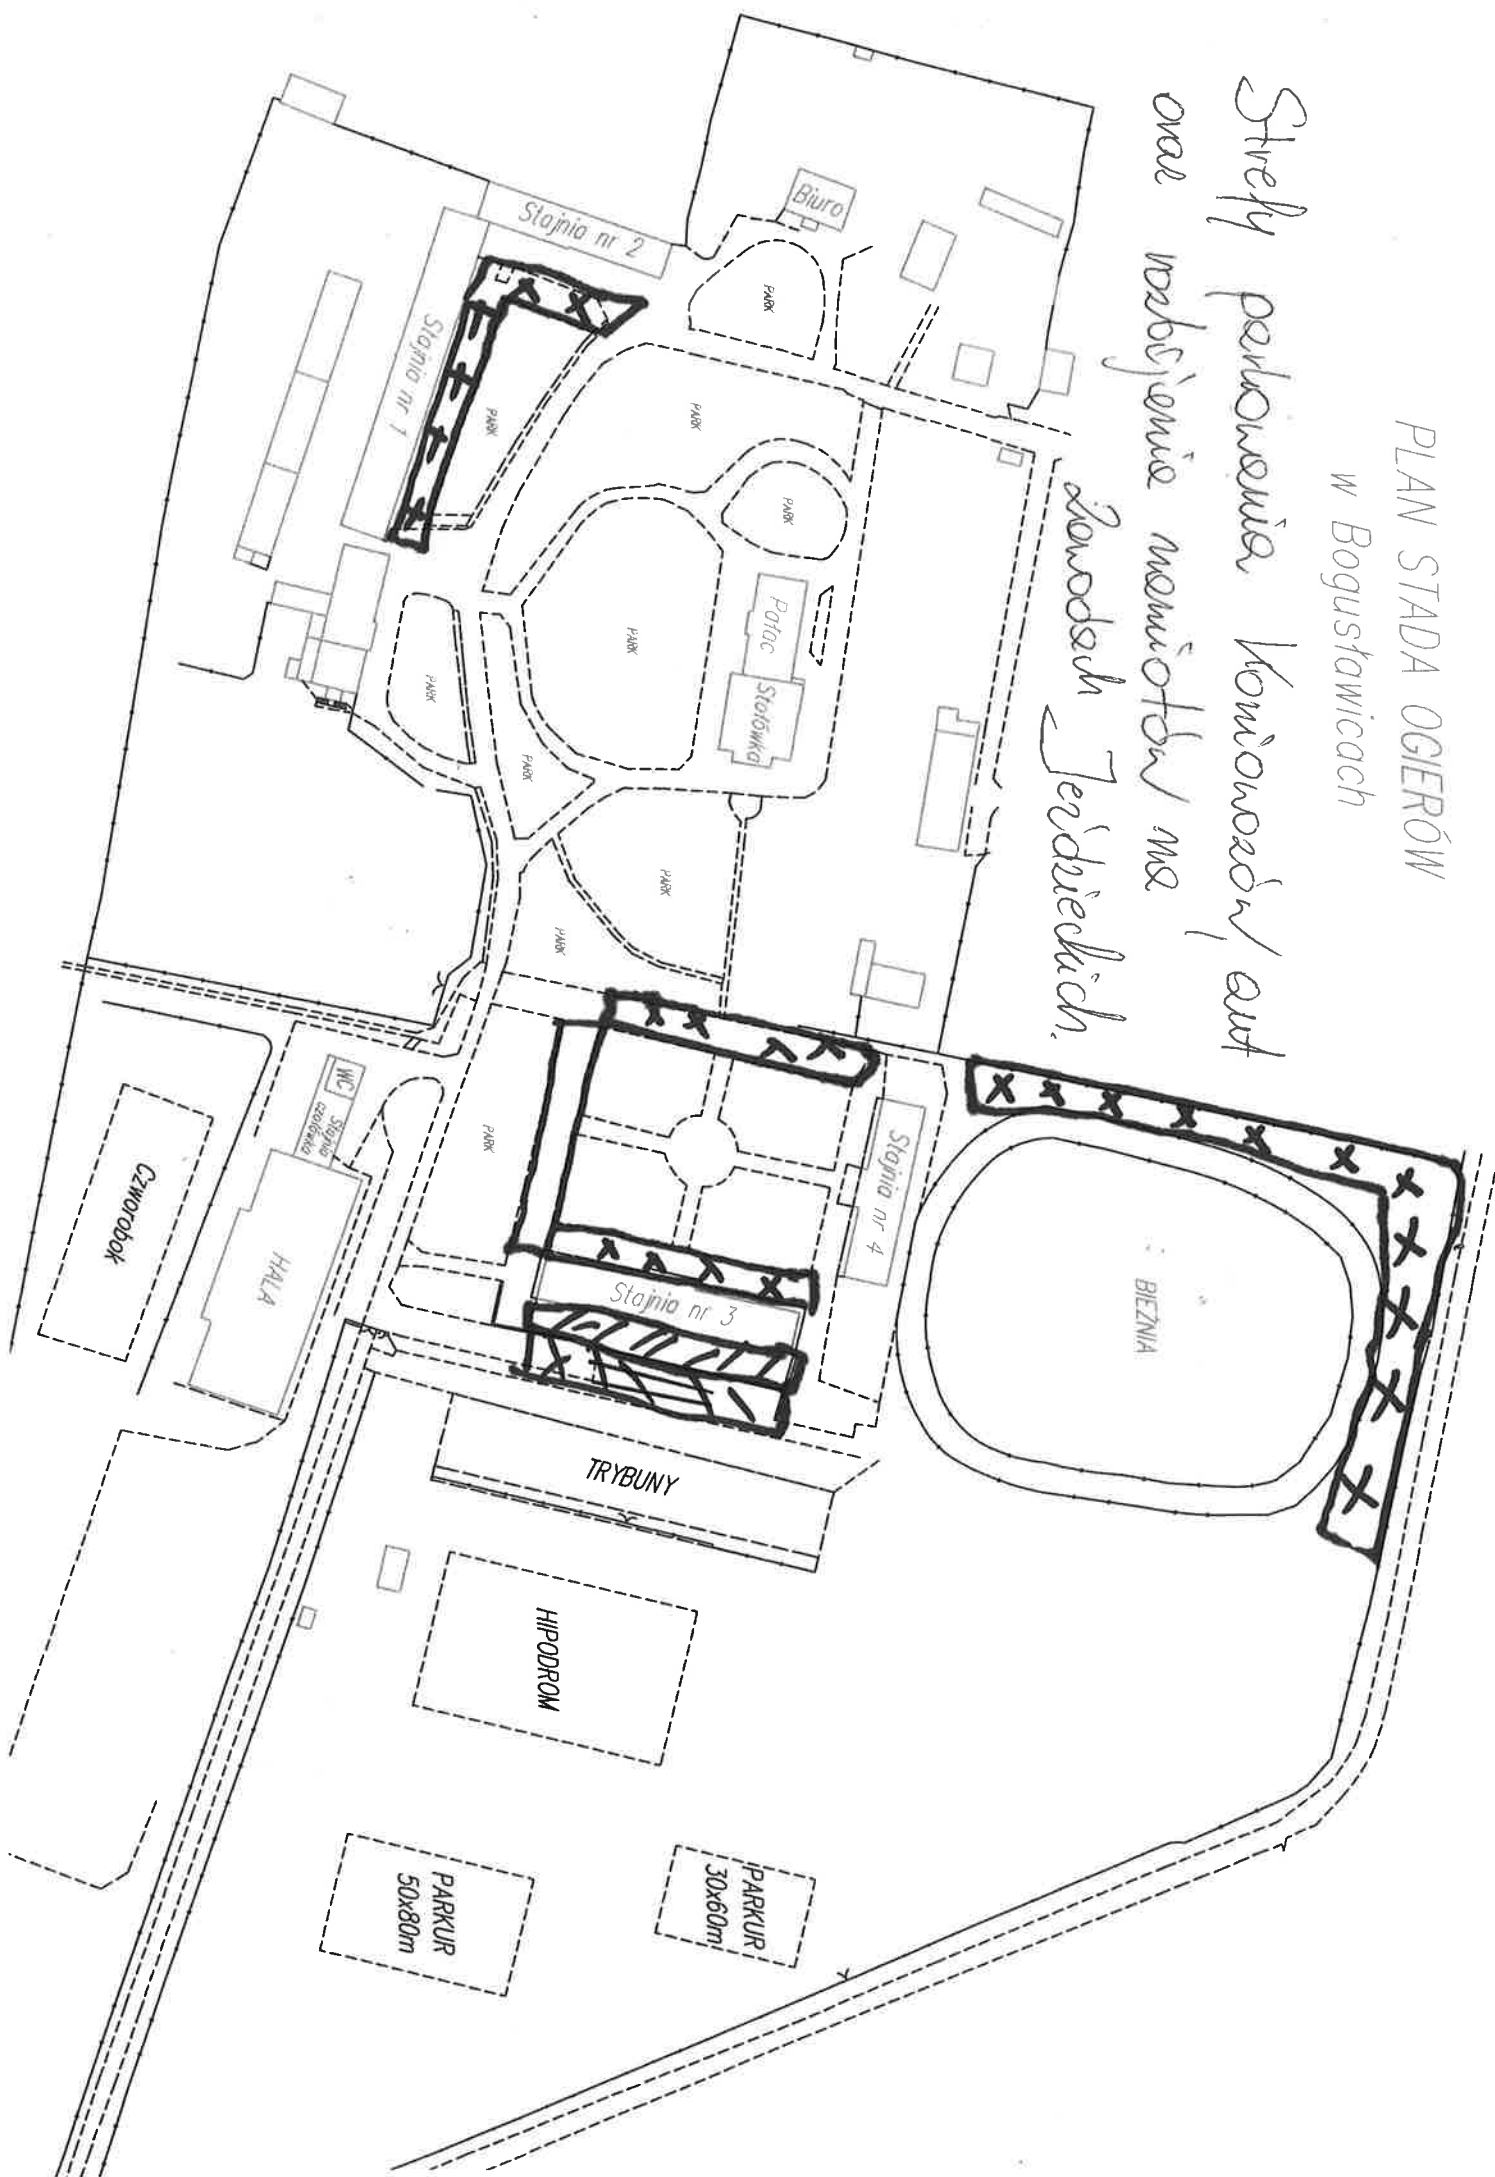 PLAN STADA OGIERÓW
w Bogusławicach
Strefy parkowania koniowozów, aut
oraz rozbijenia namiotów na
Zawodach Jeździeckich.
Biuro
Stajnia nr 2
PARK
Stajnia nr 1
PARK
PARK
PARK
PARK
Pałac
Stołówka
PARK
PARK
PARK
PARK
PARK
WC
Stajnia
czołówka
Czworobok
HALA
Stajnia nr 4
Stajnia nr 3
BIEŻNIA
TRYBUNY
HIPODROM
PARKUR
30x60m
PARKUR
50x80m